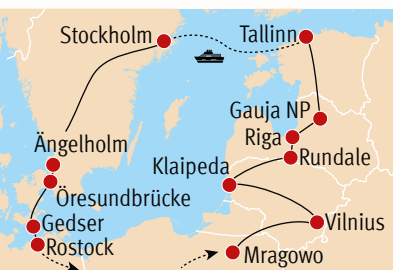 Stockholm
Tallinn
Gauja NP
Riga
Ängelholm
Klaipeda
Rundale
Öresundbrücke
Gedser
Vilnius
Rostock
Mragowo